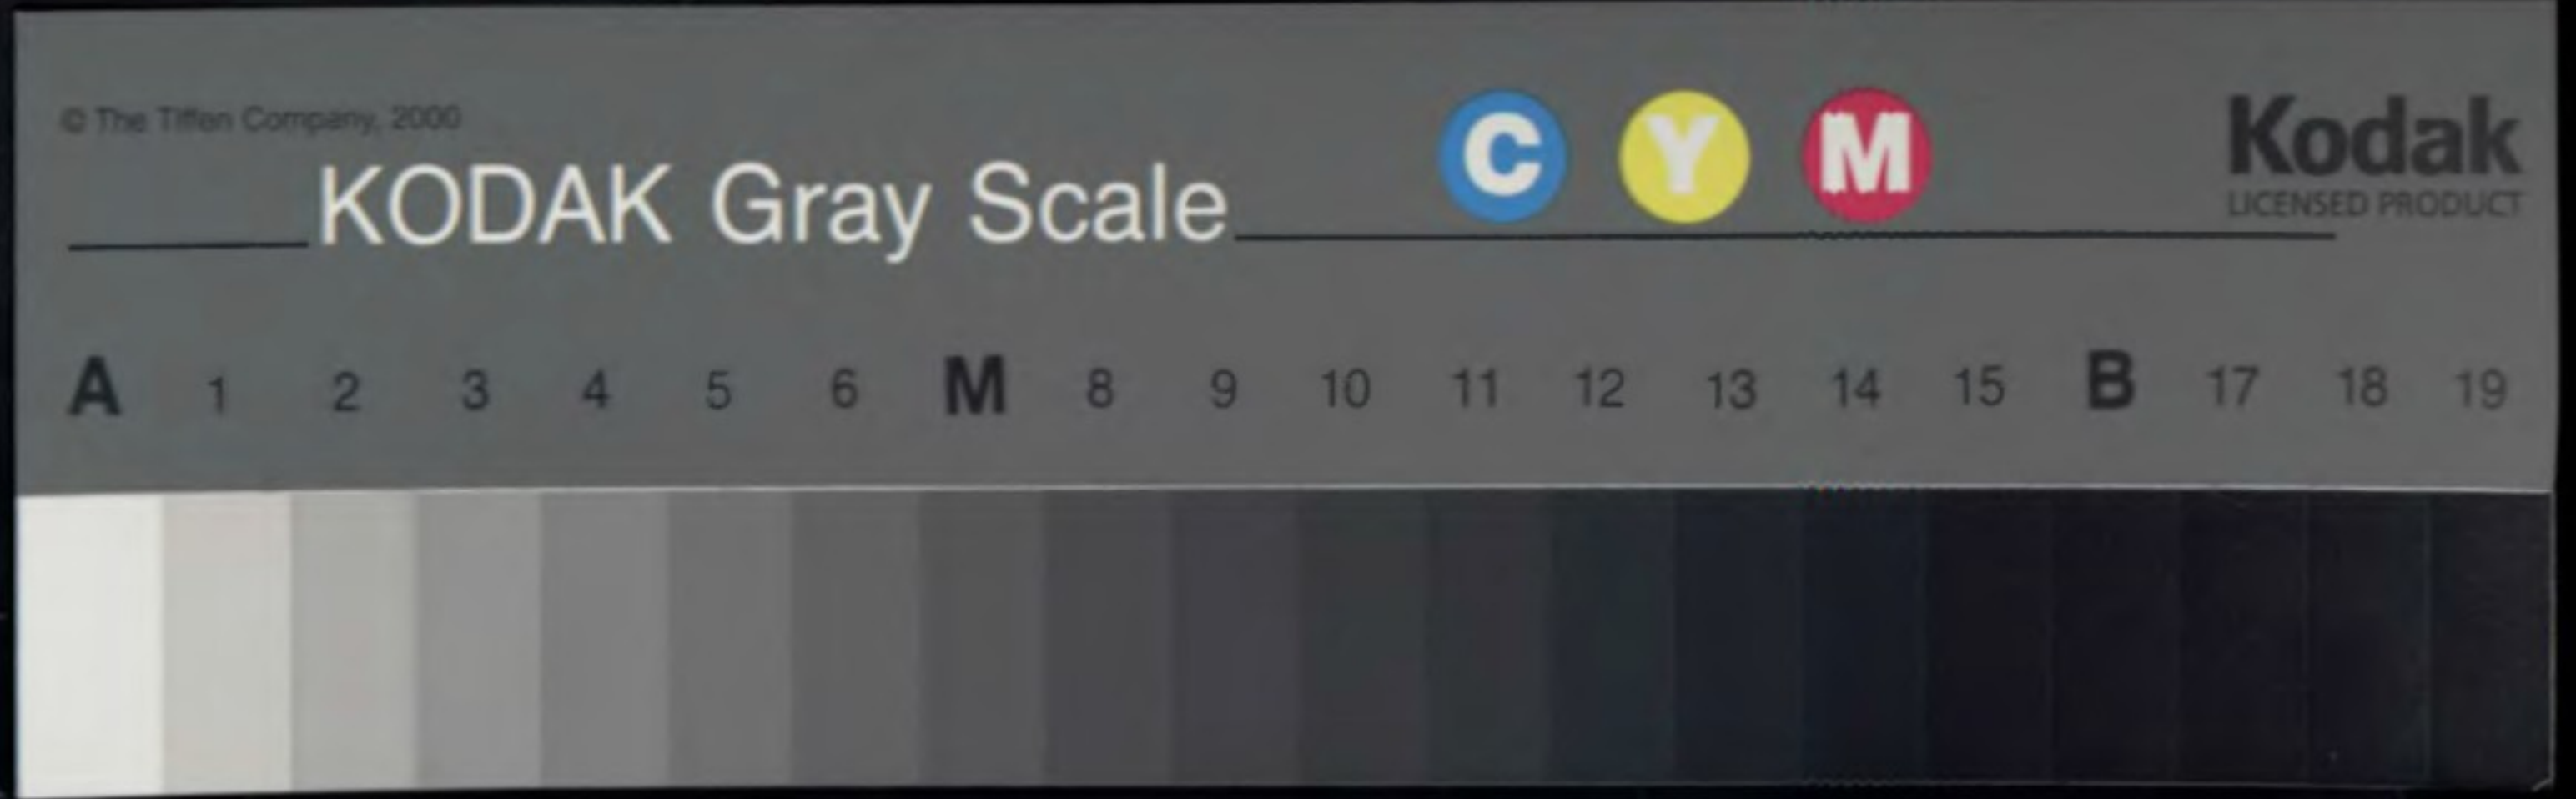 © The Tiffen Company, 2000
KODAK Gray Scale
C Y M
Kodak
LICENSED PRODUCT
A 1 2 3 4 5 6 M 8 9 10 11 12 13 14 15 B 17 18 19